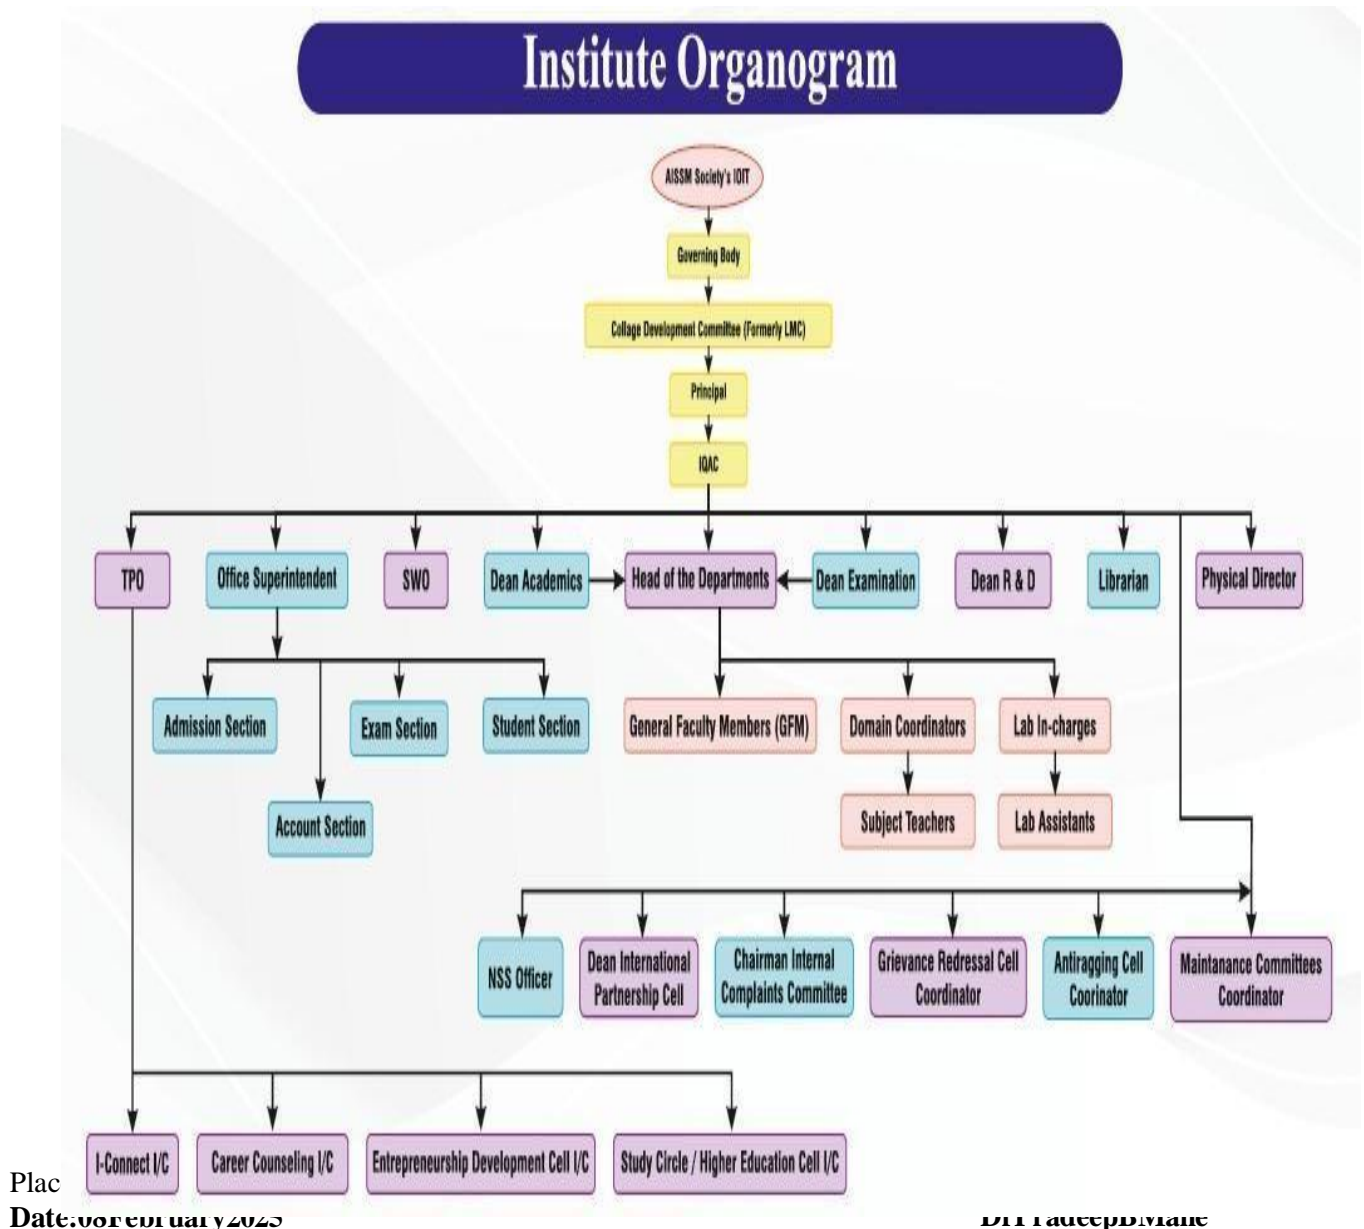 Institute Organogram
AISSM Society's IOIT
Governing Body
Collage Development Committee (Formerly LMC)
Principal
IQAC
TPO
Office Superintendent
SWO
Dean Academics
Head of the Departments
Dean Examination
Dean R & D
Librarian
Physical Director
Admission Section
Exam Section
Student Section
General Faculty Members (GFM)
Domain Coordinators
Lab In-charges
Account Section
Subject Teachers
Lab Assistants
NSS Officer
Dean International
Partnership Cell
Chairman Internal
Complaints Committee
Grievance Redressal Cell
Coordinator
Antiragging Cell
Coorinator
Maintanance Committees
Coordinator
I-Connect I/C
Career Counseling I/C
Entrepreneurship Development Cell I/C
Study Circle / Higher Education Cell I/C
Plac